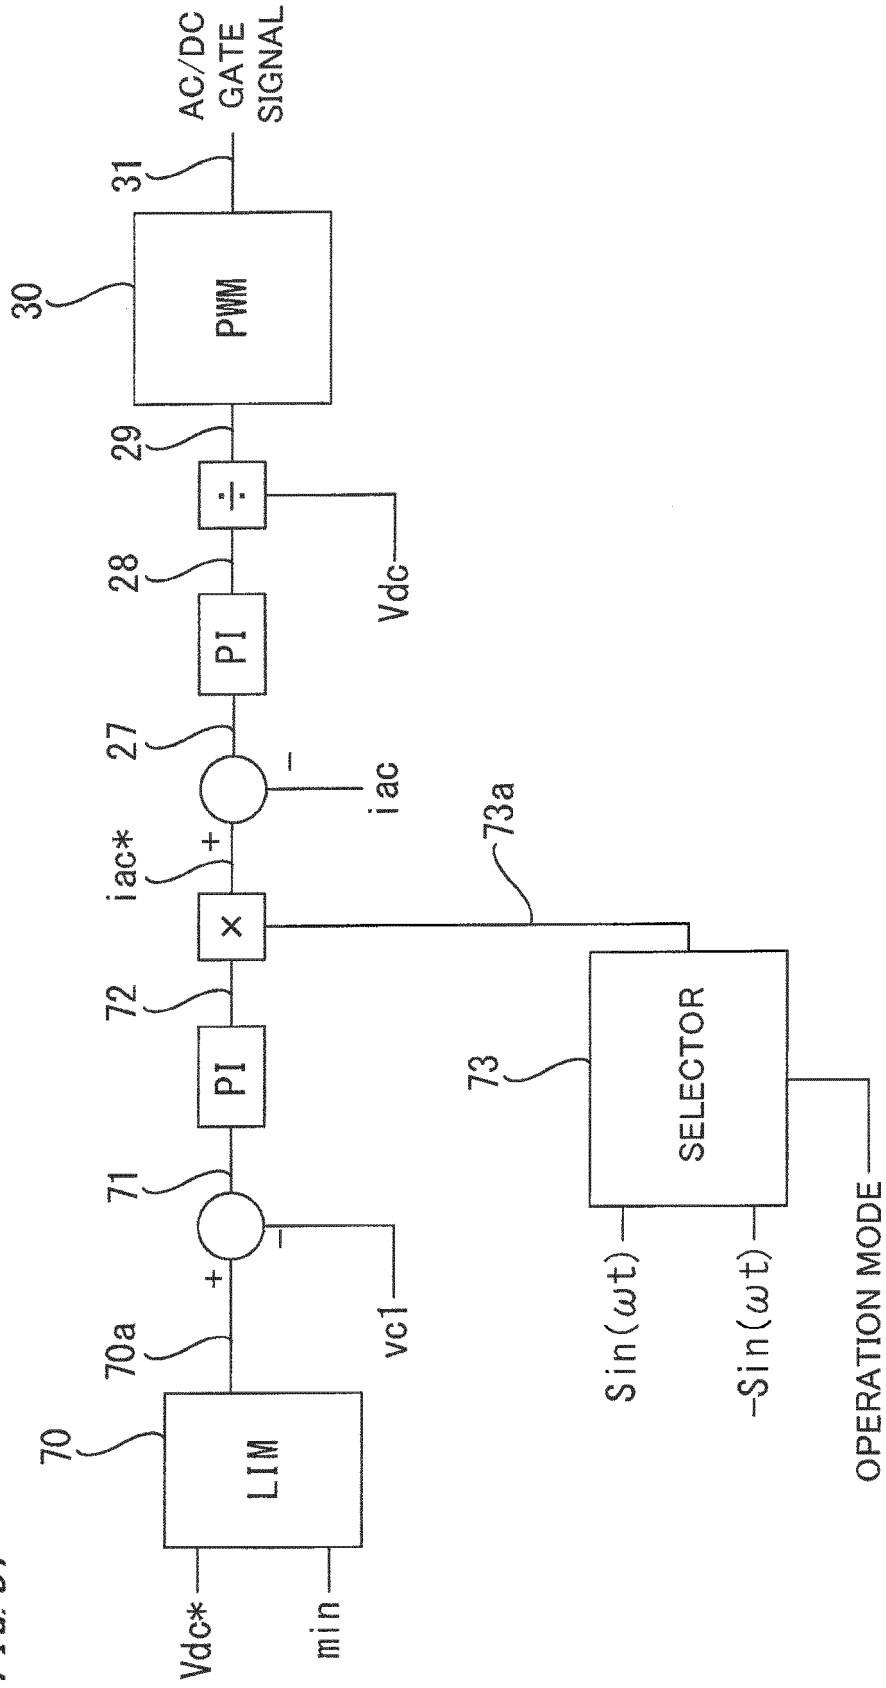 70
Vdc*
min
LIM
70a
+
-
vc1
71
PI
72
×
iac*
+
-
iac
27
PI
28
÷
Vdc
29
30
PWM
31
AC/DC
GATE
SIGNAL
73a
73
SELECTOR
Sin(ωt)
-Sin(ωt)
OPERATION MODE